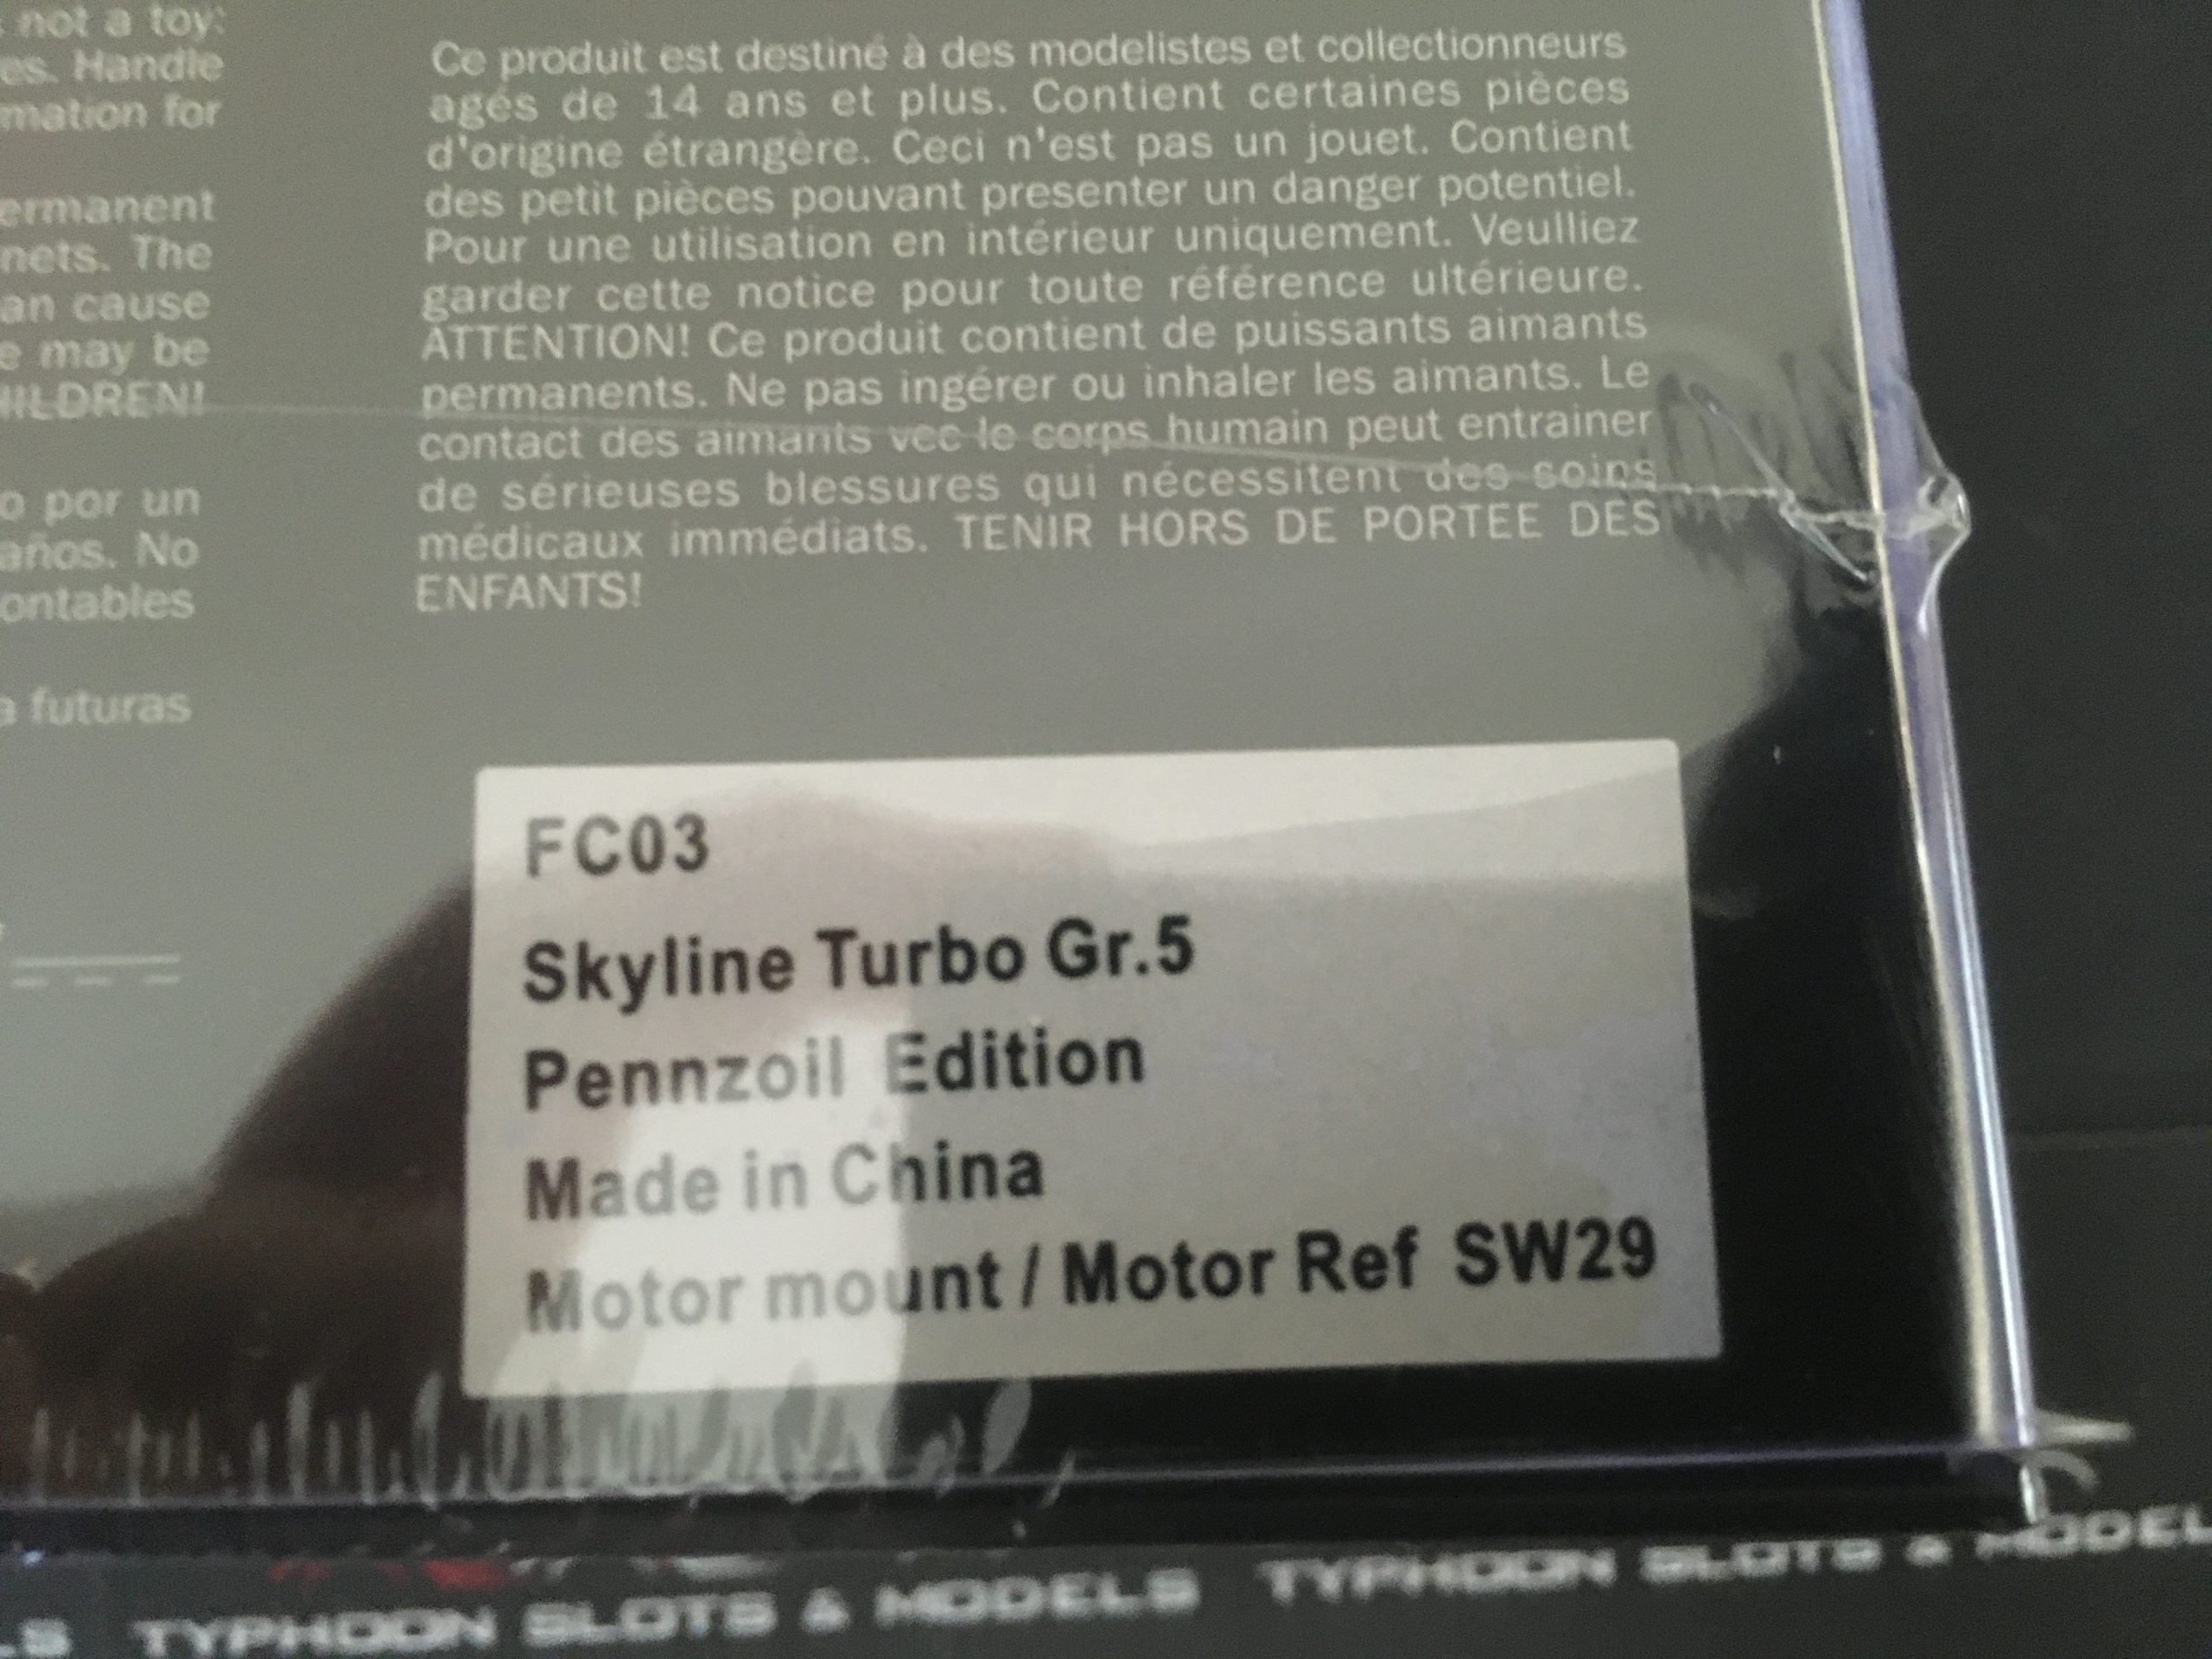 not a toy:
es. Handle
mation for
ermanent
nets. The
an cause
e may be
HILDREN!
o por un
años. No
ontables
a futuras
Ce produit est destiné à des modelistes et collectionneurs
agés de 14 ans et plus. Contient certaines pièces
d'origine étrangère. Ceci n'est pas un jouet. Contient
des petit pièces pouvant presenter un danger potentiel.
Pour une utilisation en intérieur uniquement. Veulliez
garder cette notice pour toute référence ultérieure.
ATTENTION! Ce produit contient de puissants aimants
permanents. Ne pas ingérer ou inhaler les aimants. Le
contact des aimants vec le corps humain peut entrainer
de sérieuses blessures qui nécessitent des soins
médicaux immédiats. TENIR HORS DE PORTEE DES
ENFANTS!
FC03
Skyline Turbo Gr.5
Pennzoil Edition
Made in China
Motor mount / Motor Ref SW29
LS TYPHOON SLOTS & MODELS TYPHOON SLOTS & MODEL